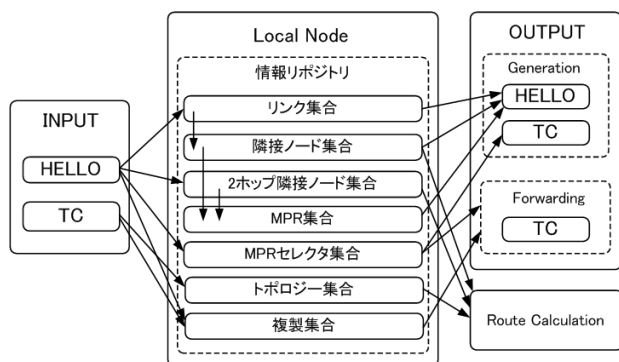 INPUT
HELLO
TC
Local Node
情報リポジトリ
リンク集合
隣接ノード集合
2ホップ隣接ノード集合
MPR集合
MPRセレクタ集合
トポロジー集合
複製集合
OUTPUT
Generation
HELLO
TC
Forwarding
TC
Route Calculation